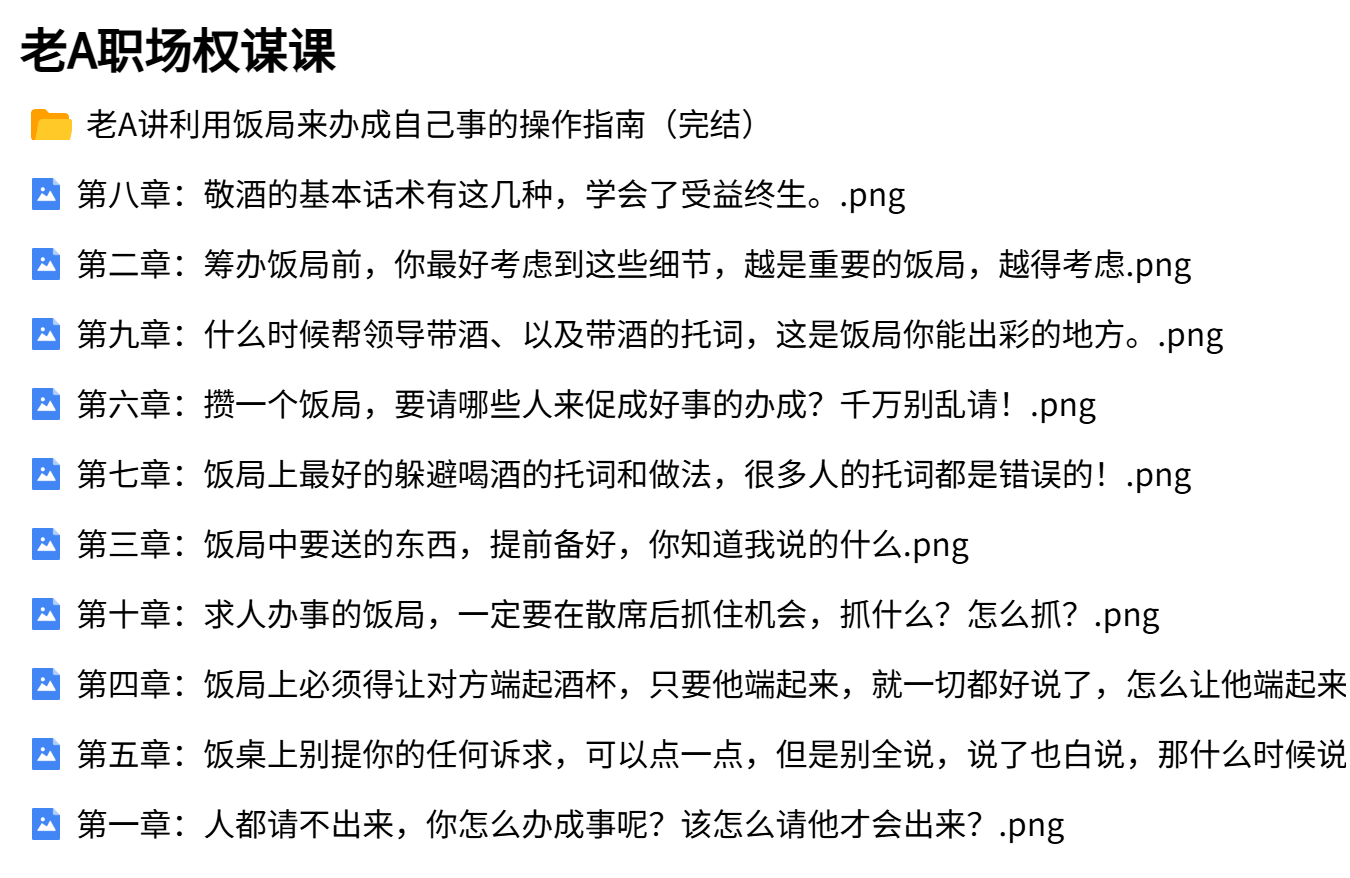 老A职场权谋课
老A讲利用饭局来办成自己事的操作指南（完结）
第八章：敬酒的基本话术有这几种，学会了受益终生。.png
第二章：筹办饭局前，你最好考虑到这些细节，越是重要的饭局，越得考虑.png
第九章：什么时候帮领导带酒、以及带酒的托词，这是饭局你能出彩的地方。.png
第六章：攒一个饭局，要请哪些人来促成好事的办成？千万别乱请！.png
第七章：饭局上最好的躲避喝酒的托词和做法，很多人的托词都是错误的！.png
第三章：饭局中要送的东西，提前备好，你知道我说的什么.png
第十章：求人办事的饭局，一定要在散席后抓住机会，抓什么？怎么抓？.png
第四章：饭局上必须得让对方端起酒杯，只要他端起来，就一切都好说了，怎么让他端起来
第五章：饭桌上别提你的任何诉求，可以点一点，但是别全说，说了也白说，那什么时候说
第一章：人都请不出来，你怎么办成事呢？该怎么请他才会出来？.png